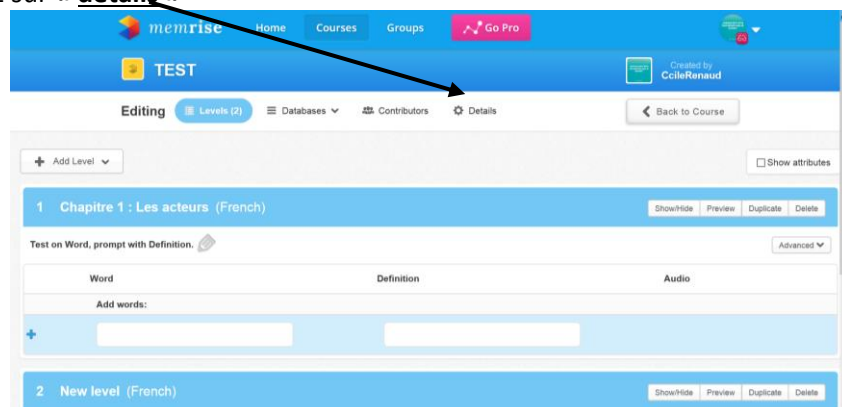 sur « détails »
memrise Home Courses Groups Go Pro
TEST
Created by
CcileRenaud
Editing Levels (2) Databases Contributors Details Back to Course
Add Level Show attributes
1 Chapitre 1 : Les acteurs (French) Show/Hide Preview Duplicate Delete
Test on Word, prompt with Definition. Advanced
Word Definition Audio
Add words:
2 New level (French) Show/Hide Preview Duplicate Delete